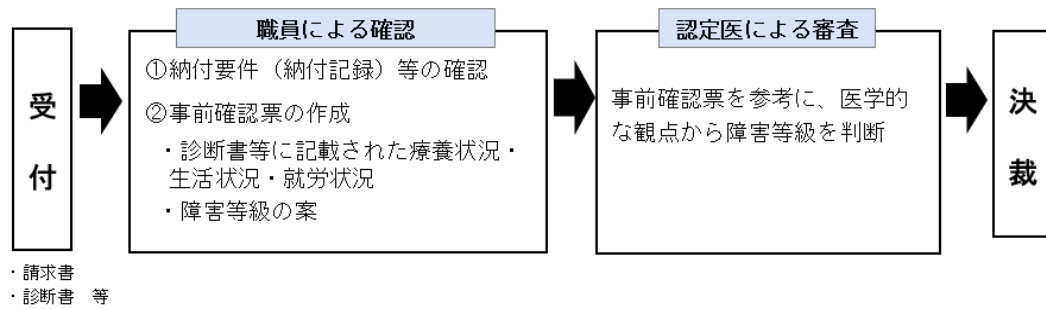 受付
・請求書
・診断書　等
職員による確認
①納付要件（納付記録）等の確認
②事前確認票の作成
・診断書等に記載された療養状況・
生活状況・就労状況
・障害等級の案
認定医による審査
事前確認票を参考に、医学的
な観点から障害等級を判断
決裁